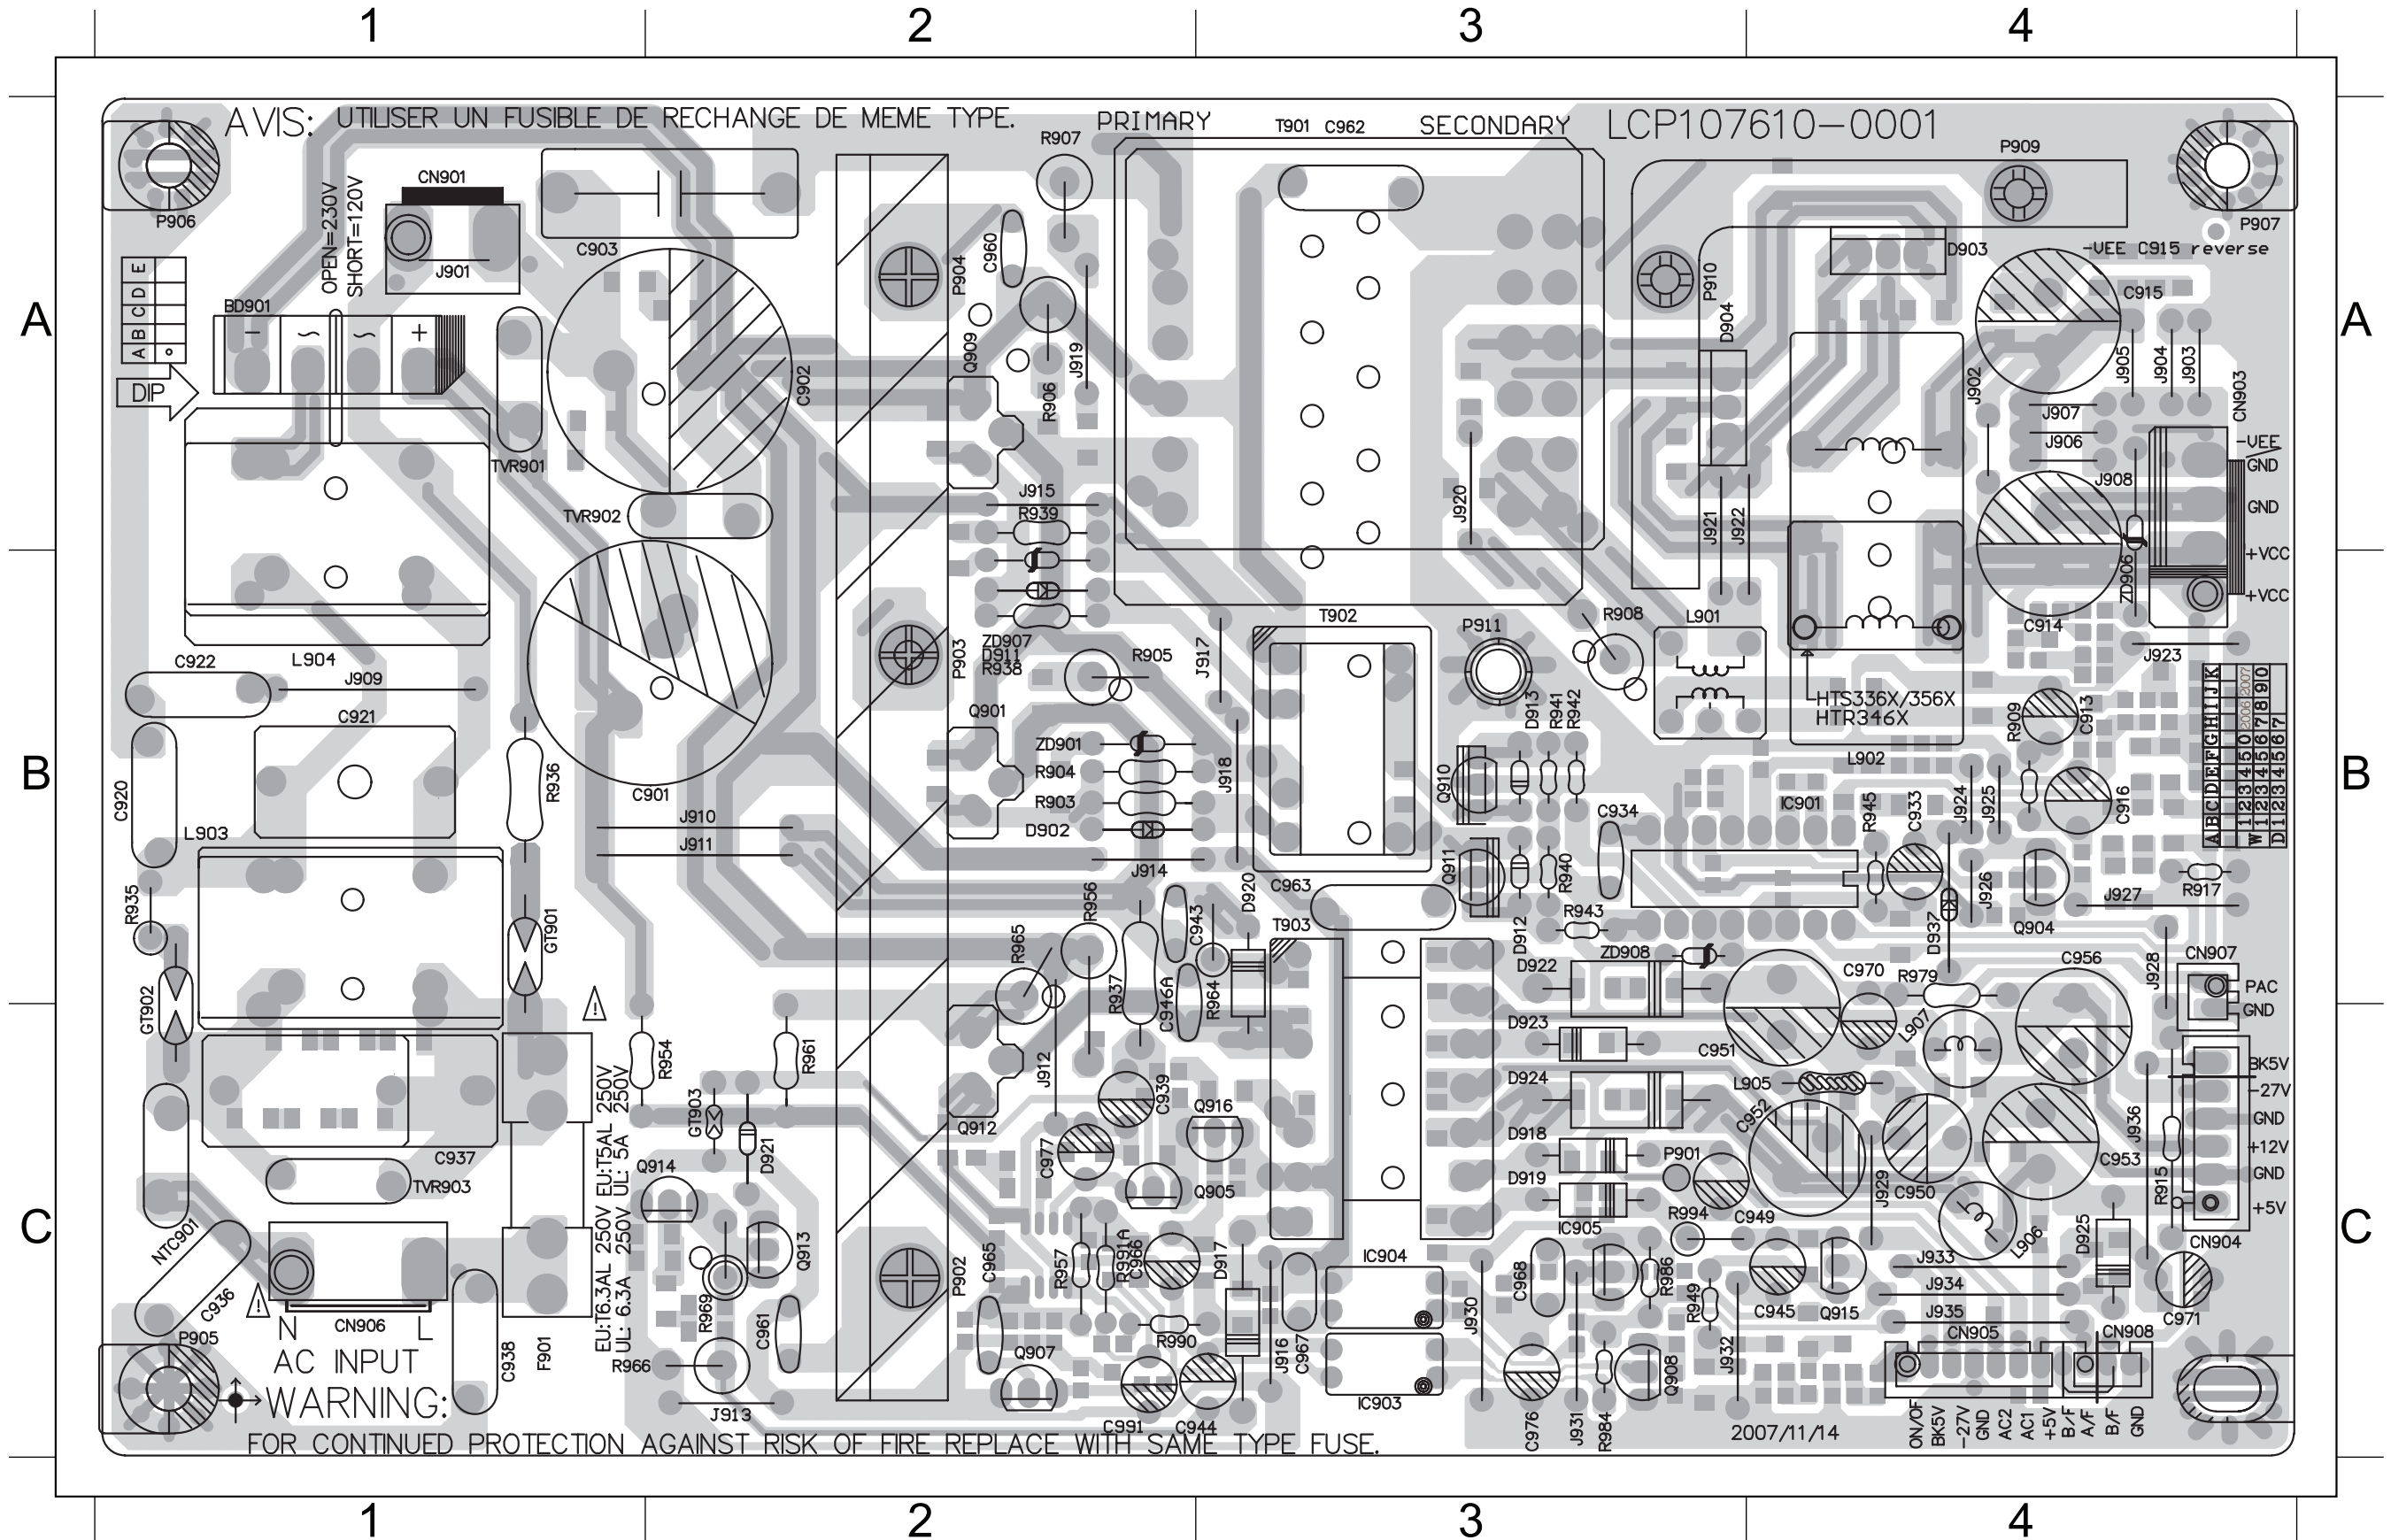 1 2 3 4
AVIS: UTILISER UN FUSIBLE DE RECHANGE DE MEME TYPE. PRIMARY SECONDARY LCP107610-0001
R907
T901 C962
P909
P906
OPEN=230V
SHORT=120V
CN901
J901
C903
C960
P904
P910
D903
P907
-VEE C915 reverse
C915
A B C D E
BD901
- ~ ~ +
DIP
A
A
C902
Q909
R906
J919
D904
J902
J905
J904
J903
CN903
J907
J906
J908
-VEE
GND
GND
+VCC
+VCC
TVR901
TVR902
J915
R939
J920
J921
J922
ZD906
C914
J923
C922
L904
J909
C921
ZD907
D911
R938
P903
R905
J917
T902
P911
R908
L901
HTS336X/356X
HTR346X
R909
C913
ABCDEFGHIJK
2006 2007
W 1234567890
D 1234567
Q901
ZD901
R904
R903
D902
J918
D913
R941
R942
L902
B
B
C920
R936
C901
J910
J911
Q910
C934
IC901
R945
C933
J924
J925
C916
L903
J914
Q911
R940
C963
R935
R956
D920
C943
T903
D912
R943
D937
J926
Q904
J927
R917
GT901
GT902
R965
R937
C946A
R964
D922
ZD908
C970
R979
C956
J928
CN907
PAC
GND
R954
R961
J912
D923
C951
L907
C939
D924
L905
BK5V
-27V
GND
+12V
GND
+5V
GT903
D921
Q912
Q916
C977
D918
C952
J936
C953
C937
TVR903
Q914
Q905
D919
P901
J929
C950
R915
EU:T6.3AL 250V EU:T5AL 250V
UL: 6.3A 250V UL: 5A 250V
C
C
NTC901
C936
Q913
P902
C965
R957
R991A
C966
D917
IC904
IC905
R994
C949
L906
D925
CN904
C968
R986
J933
J934
J935
R949
C945
Q915
C971
R969
C961
R990
J930
J916
C967
J932
CN905
CN908
P905
N
CN906
L
AC INPUT
C938
F901
R966
Q907
Q908
WARNING:
J913
C991
C944
IC903
C976
J931
R984
2007/11/14
ON/OF
BK5V
-27V
GND
AC2
AC1
+5V
B/F
A/F
B/F
GND
FOR CONTINUED PROTECTION AGAINST RISK OF FIRE REPLACE WITH SAME TYPE FUSE.
1 2 3 4